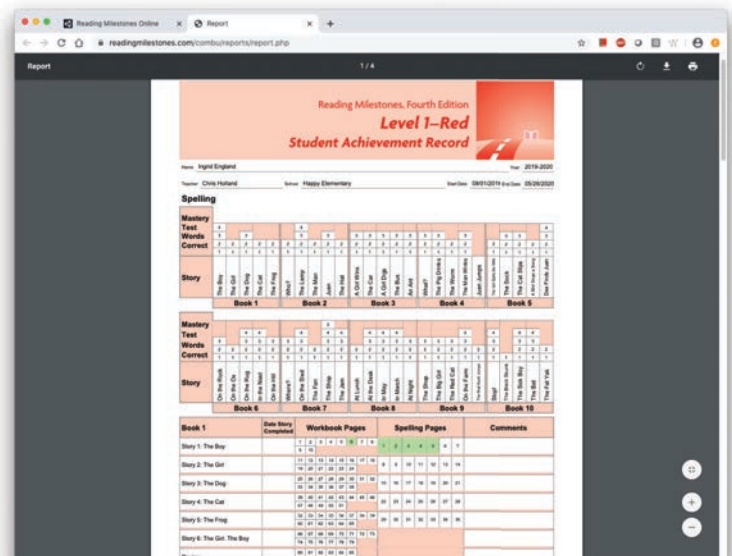 Reading Milestones Online
Report
readingmilestones.com/combu/reports/report.php
Report
1 / 4
Reading Milestones, Fourth Edition
Level 1–Red
Student Achievement Record
Name Ingrid England
Year 2019-2020
Teacher Chris Holland
School Happy Elementary
Start Date 09/01/2019 End Date 05/26/2020
Spelling
Mastery
Test
Words
Correct
Story
The Boy
The Girl
The Dog
The Cat
The Frog
Who?
The Lamp
The Man
Juan
The Hat
A Girl Wins
The Car
A Girl Digs
The Bus
An Ant
What?
The Pig Drinks
The Worm
The Man Winks
Juan Jumps
The Sock
The Cat Slips
Book 1
Book 2
Book 3
Book 4
Book 5
Mastery
Test
Words
Correct
Story
On the Rock
On the Ox
On the Rug
In the Nest
On the Hill
Where?
On the Sled
The Fan
The Ship
The Jam
At Lunch
At the Desk
In May
In March
At Night
The Shop
The Big Girl
The Red Cat
On the Farm
Stop!
The Black Skunk
The Sick Boy
The Bat
The Fat Yak
Book 6
Book 7
Book 8
Book 9
Book 10
Book 1
Date Story
Completed
Workbook Pages
Spelling Pages
Comments
Story 1: The Boy
1 2 3 4 5 6 7 8
1 2 3 4 5 6 7
9 10
Story 2: The Girl
11 12 13 14 15 16 17 18
8 9 10 11 12 13 14
19 20 21 22 23 24
Story 3: The Dog
25 26 27 28 29 30 31 32
15 16 17 18 19 20 21
33 34 35 36 37 38
Story 4: The Cat
39 40 41 42 43 44 45 46
22 23 24 25 26 27 28
47 48 49 50 51
Story 5: The Frog
52 53 54 55 56 57 58 59
29 30 31 32 33 34 35
60 61 62 63 64 65
Story 6: The Girl. The Boy
66 67 68 69 70 71 72 73
74 75 76 77 78 79
80 81 82 83 84 85